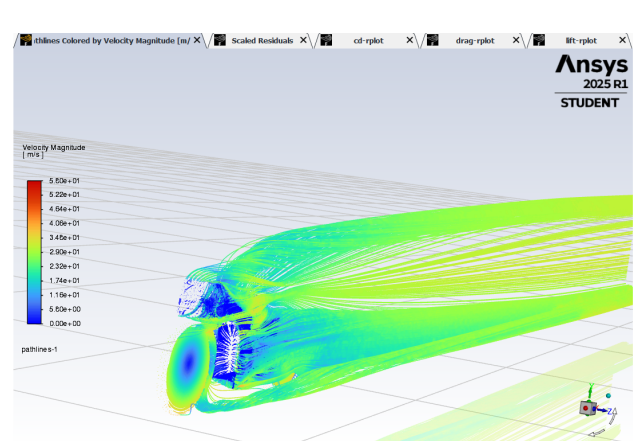 thlines Colored by Velocity Magnitude [m/ X
Scaled Residuals X
cd-rplot X
drag-rplot X
lift-rplot X
Ansys
2025 R1
STUDENT
Velocity Magnitude
[ m/s ]
5.80e+01
5.22e+01
4.64e+01
4.06e+01
3.48e+01
2.90e+01
2.32e+01
1.74e+01
1.16e+01
5.80e+00
0.00e+00
pathlines-1
Y
Z